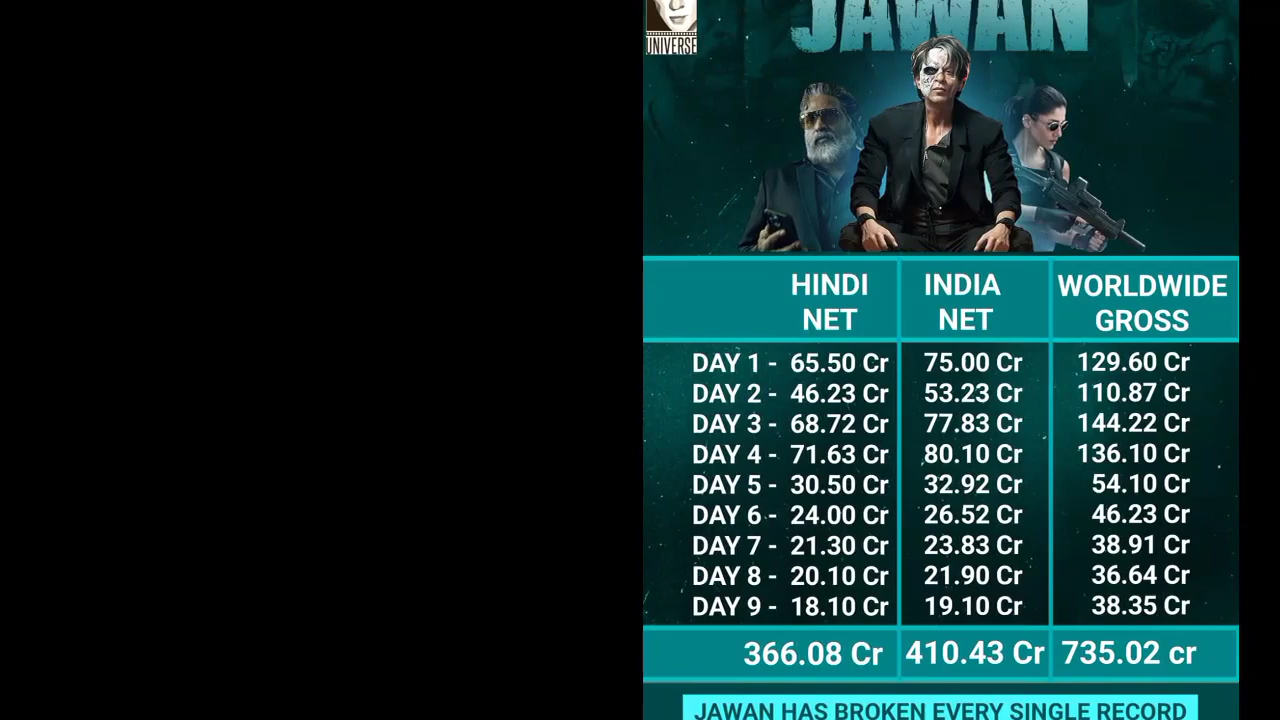 UNIVERSE
JAWAN
HINDI NET INDIA NET WORLDWIDE GROSS
DAY 1 - 65.50 Cr 75.00 Cr 129.60 Cr
DAY 2 - 46.23 Cr 53.23 Cr 110.87 Cr
DAY 3 - 68.72 Cr 77.83 Cr 144.22 Cr
DAY 4 - 71.63 Cr 80.10 Cr 136.10 Cr
DAY 5 - 30.50 Cr 32.92 Cr 54.10 Cr
DAY 6 - 24.00 Cr 26.52 Cr 46.23 Cr
DAY 7 - 21.30 Cr 23.83 Cr 38.91 Cr
DAY 8 - 20.10 Cr 21.90 Cr 36.64 Cr
DAY 9 - 18.10 Cr 19.10 Cr 38.35 Cr
366.08 Cr 410.43 Cr 735.02 cr
JAWAN HAS BROKEN EVERY SINGLE RECORD